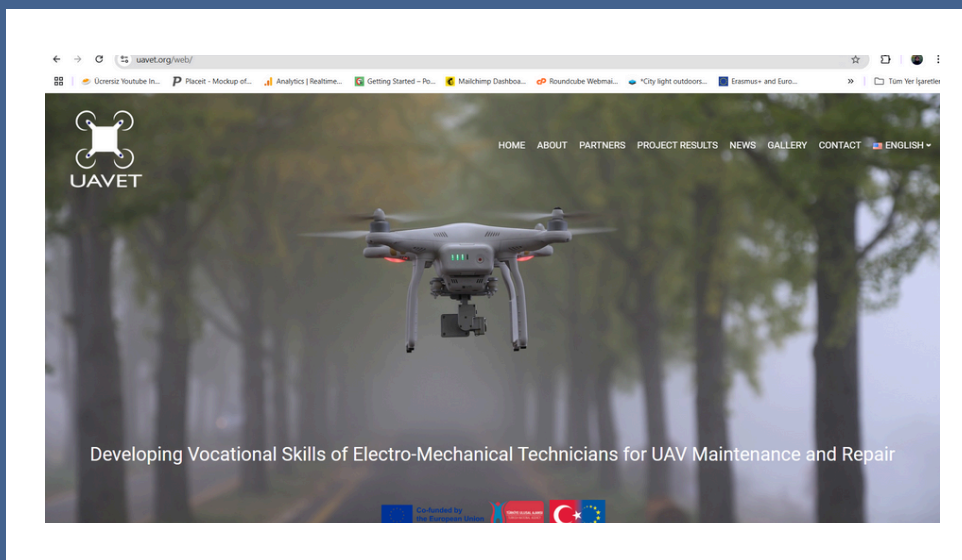 uavet.org/web/
Ücrersiz Youtube In... Placeit - Mockup of... Analytics | Realtime... Getting Started – Po... Mailchimp Dashboa... Roundcube Webmai... *City light outdoors... Erasmus+ and Euro... » Tüm Yer İşaretler
UAVET
HOME ABOUT PARTNERS PROJECT RESULTS NEWS GALLERY CONTACT ENGLISH
Developing Vocational Skills of Electro-Mechanical Technicians for UAV Maintenance and Repair
Co-funded by
the European Union